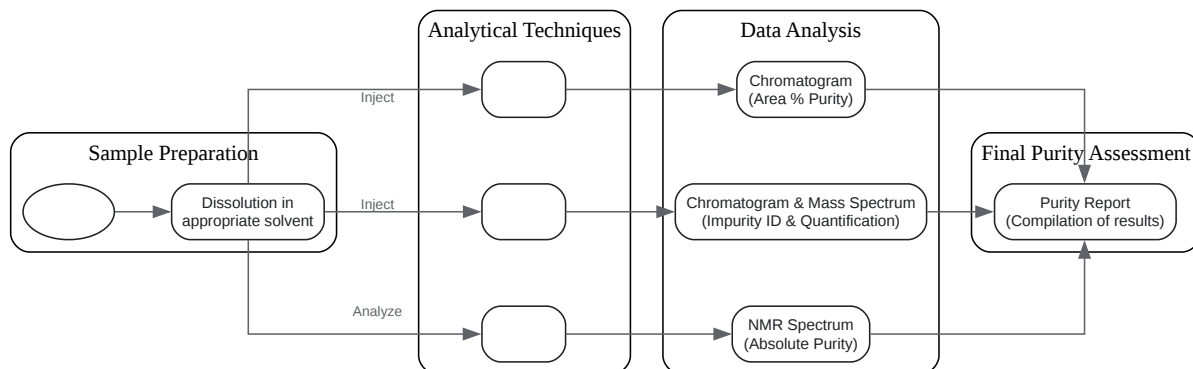 Analytical Techniques
Data Analysis
Chromatogram
(Area % Purity)
Inject
Sample Preparation
Final Purity Assessment
Dissolution in
appropriate solvent
Inject
Chromatogram & Mass Spectrum
(Impurity ID & Quantification)
Purity Report
(Compilation of results)
Analyze
NMR Spectrum
(Absolute Purity)